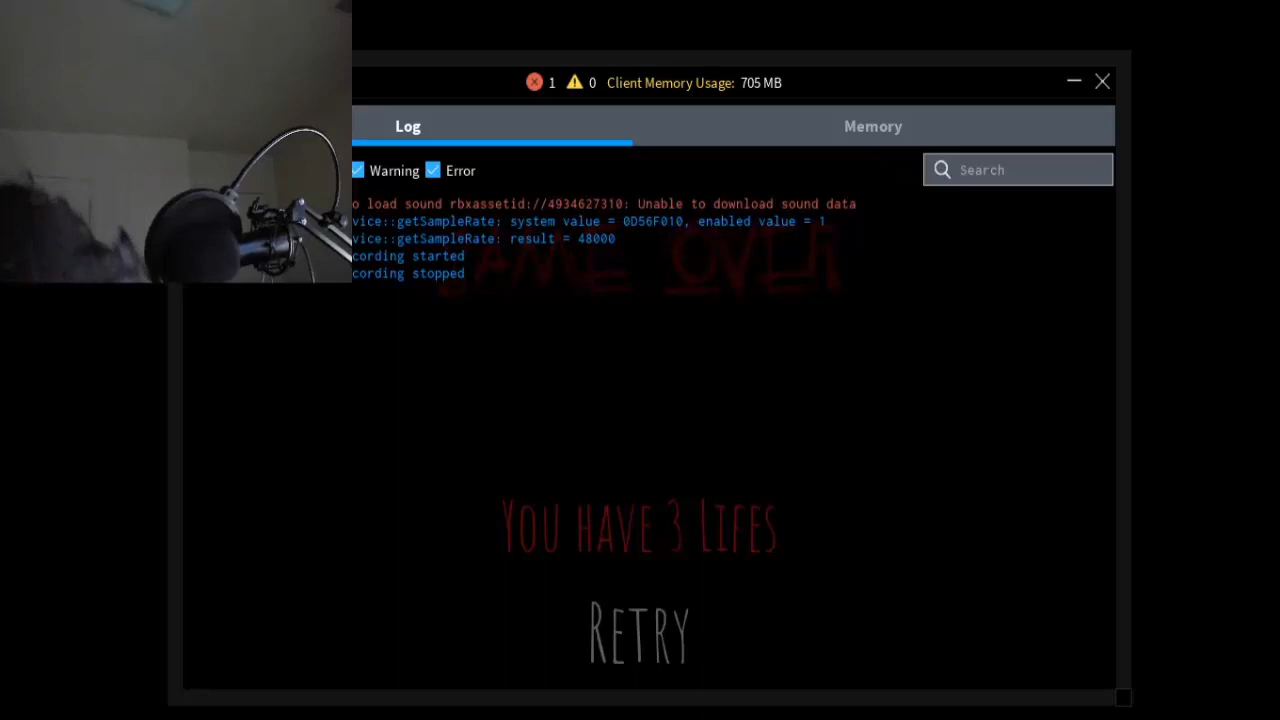 1 0 Client Memory Usage: 705 MB
Log Memory
Warning Error Search
o load sound rbxassetid://4934627310: Unable to download sound data
vice::getSampleRate: system value = 0D56F010, enabled value = 1
vice::getSampleRate: result = 48000
cording started
cording stopped
GAME OVER
You have 3 Lifes
Retry